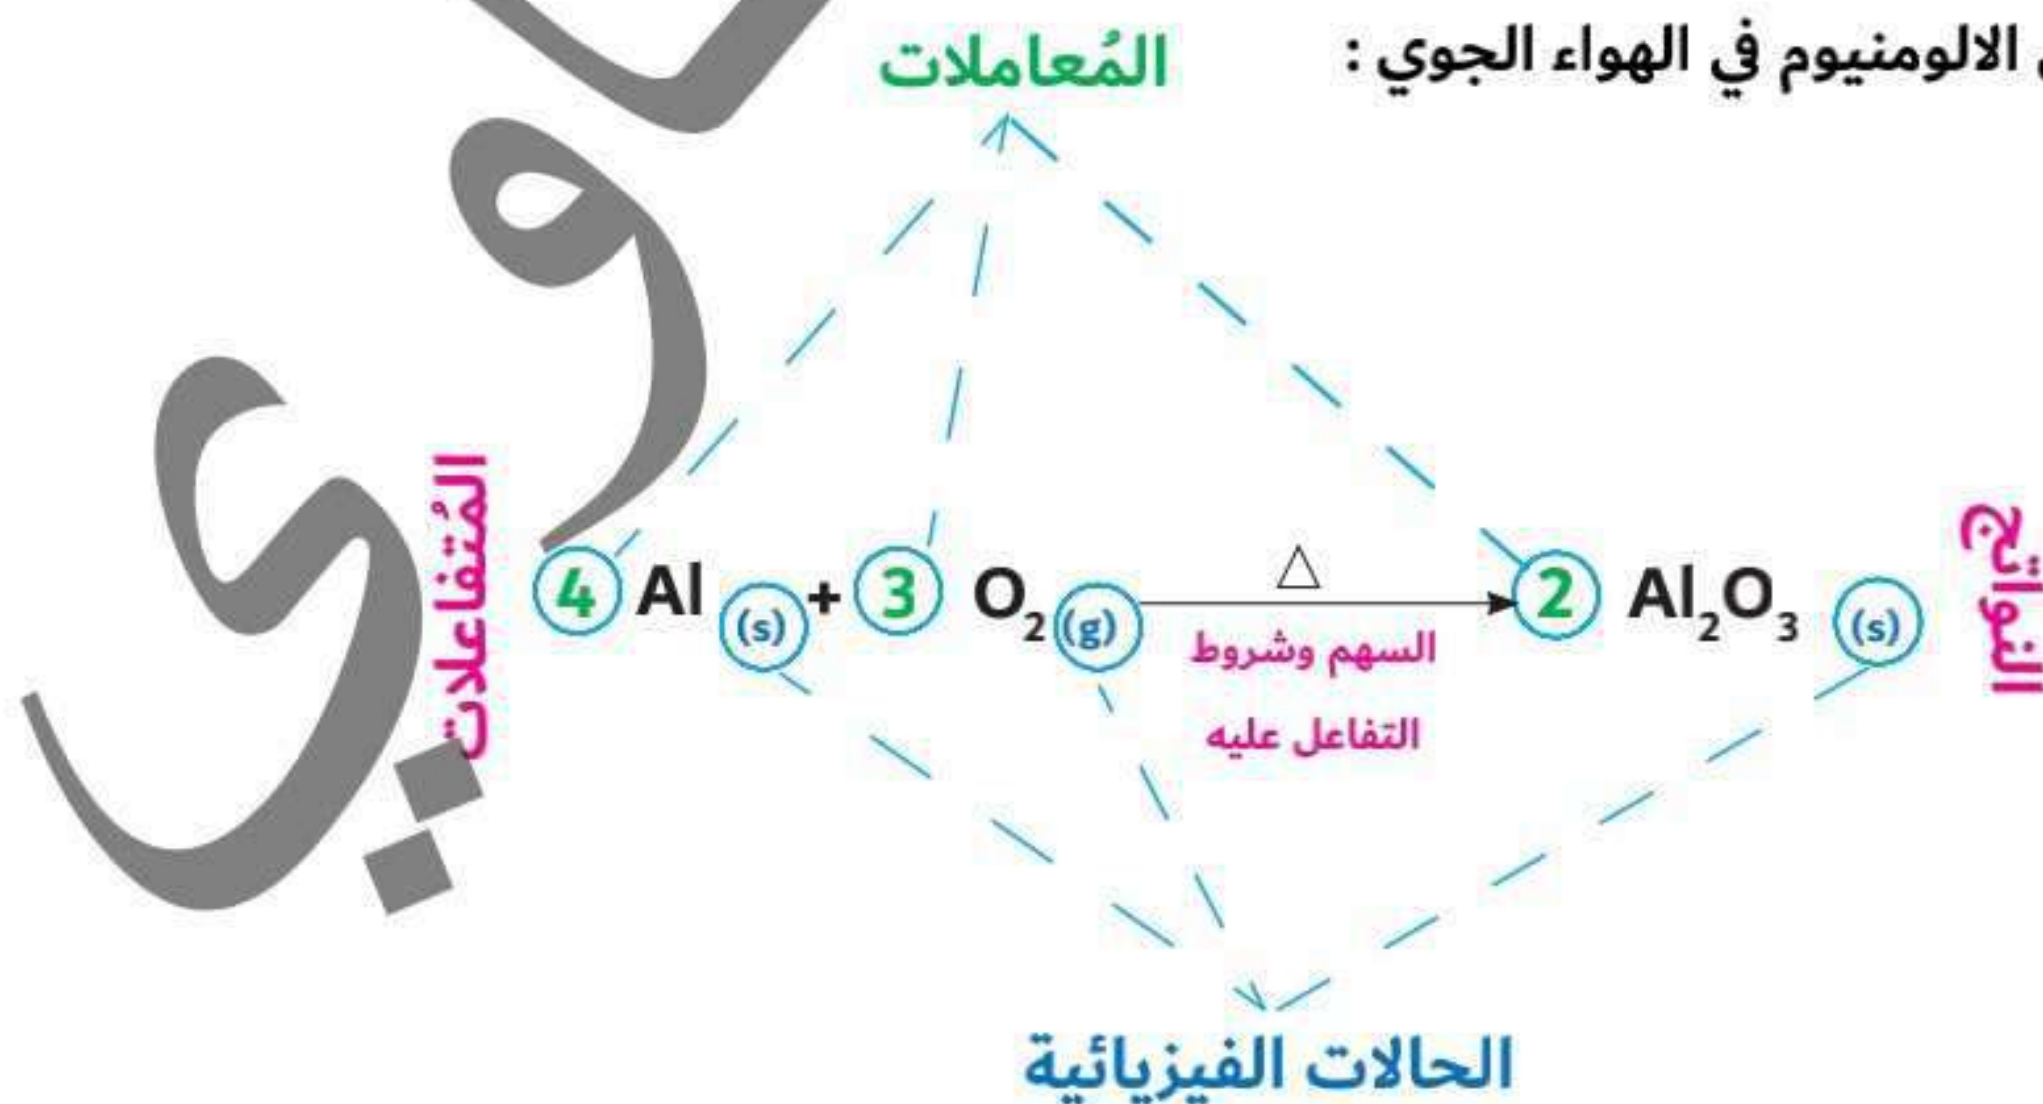 الالومنيوم في الهواء الجوي :
المُعاملات
المُتفاعلات
4 Al (s) + 3 O₂ (g) △ 2 Al₂O₃ (s)
النواتج
السهم وشروط
التفاعل عليه
الحالات الفيزيائية